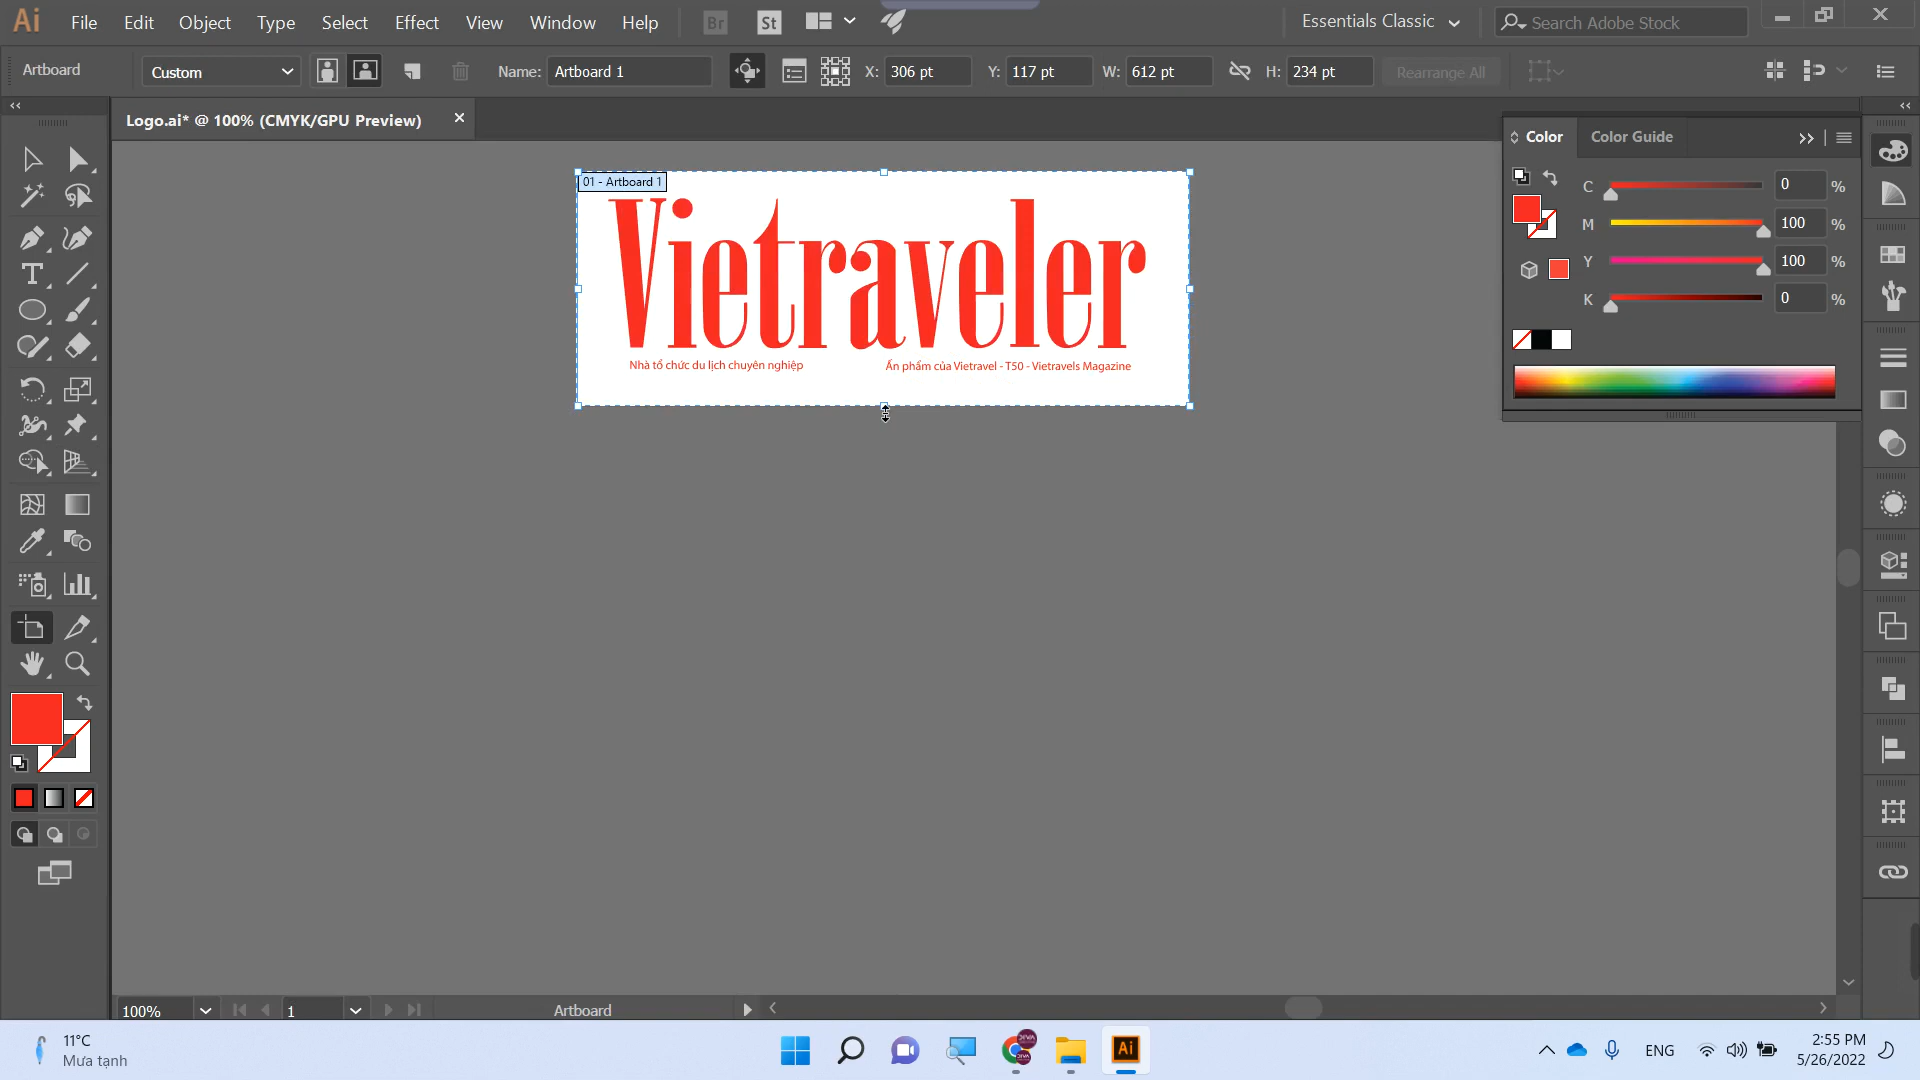 Ai File Edit Object Type Select Effect View Window Help Br St Essentials Classic Search Adobe Stock
Artboard Custom Name: Artboard 1 X: 306 pt Y: 117 pt W: 612 pt H: 234 pt Rearrange All
Logo.ai* @ 100% (CMYK/GPU Preview)
01 - Artboard 1
Vietraveler
Nhà tổ chức du lịch chuyên nghiệp
Ấn phẩm của Vietravel - T50 - Vietravels Magazine
Color Color Guide
C 0 %
M 100 %
Y 100 %
K 0 %
100% 1 Artboard
11°C
Mưa tạnh
Ai
ENG
2:55 PM
5/26/2022